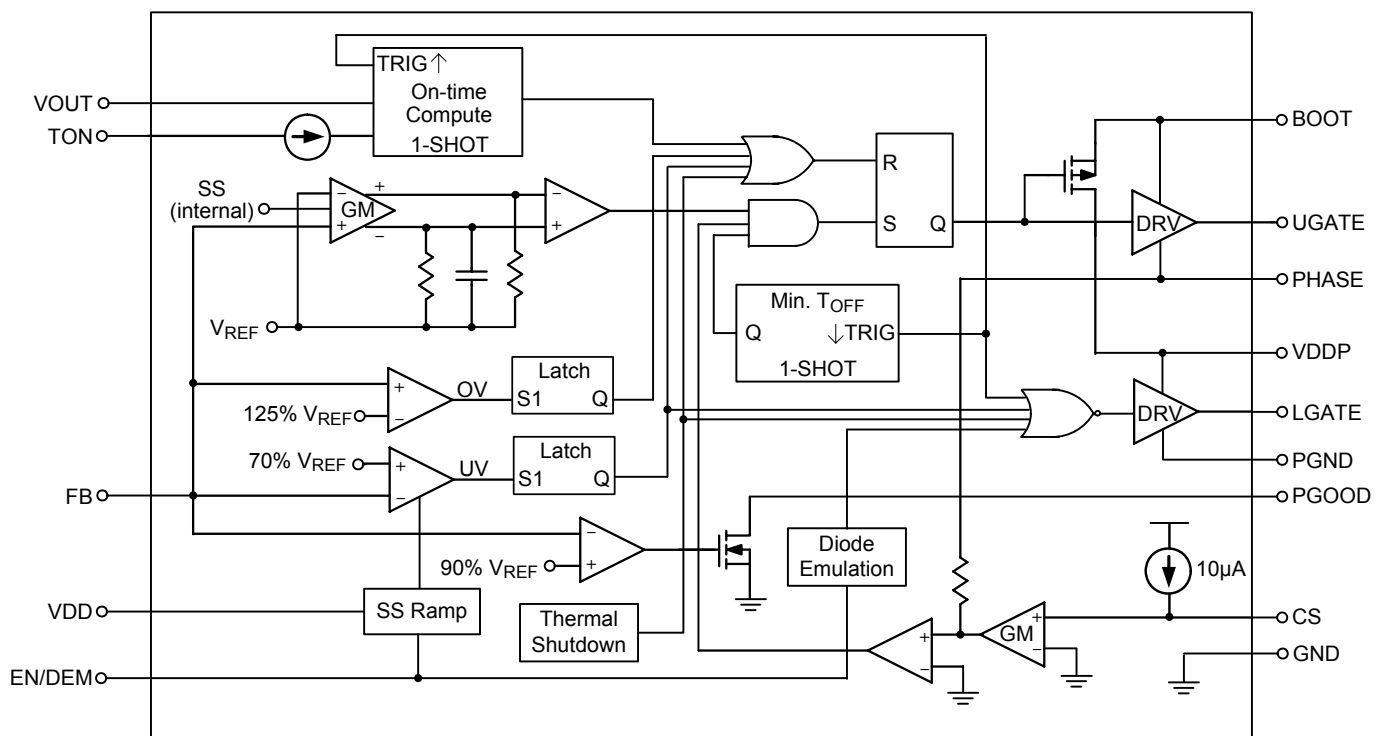 TRIG ↑
On-time
Compute
1-SHOT
VOUT
TON
BOOT
R
S
Q
SS
(internal)
−
GM
+
+
−
−
+
DRV
UGATE
PHASE
Min. TOFF
Q
↓TRIG
1-SHOT
VREF
VDDP
Latch
S1
Q
+
−
OV
125% VREF
DRV
LGATE
70% VREF
+
−
UV
Latch
S1
Q
PGND
FB
PGOOD
−
+
90% VREF
Diode
Emulation
10µA
VDD
SS Ramp
Thermal
Shutdown
+
−
GM
+
−
CS
GND
EN/DEM